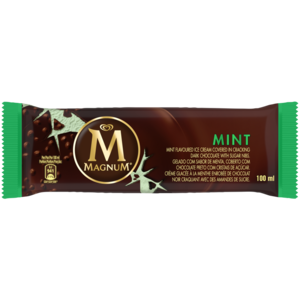 M
MAGNUM
MINT
MINT FLAVOURED ICE CREAM COVERED IN CRACKING
DARK CHOCOLATE WITH SUGAR NIBS.
GELADO COM SABOR DE MENTA, COBERTO COM
CHOCOLATE PRETO COM CRISTAIS DE AÇUCAR.
CRÈME GLACÉE À LA MENTHE ENROBÉE DE CHOCOLAT
NOIR CRAQUANT AVEC DES AMANDES DE SUCRE.
100 ml